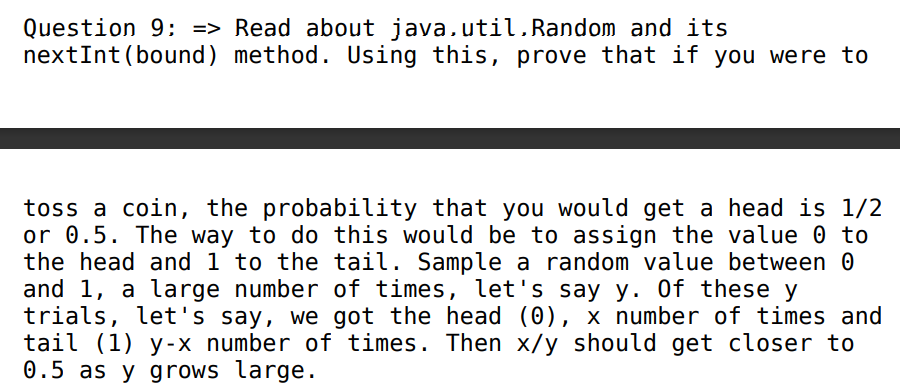 Question 9: => Read about java.util.Random and its
nextInt(bound) method. Using this, prove that if you were to
toss a coin, the probability that you would get a head is 1/2
or 0.5. The way to do this would be to assign the value 0 to
the head and 1 to the tail. Sample a random value between 0
and 1, a large number of times, let's say y. Of these y
trials, let's say, we got the head (0), x number of times and
tail (1) y-x number of times. Then x/y should get closer to
0.5 as y grows large.